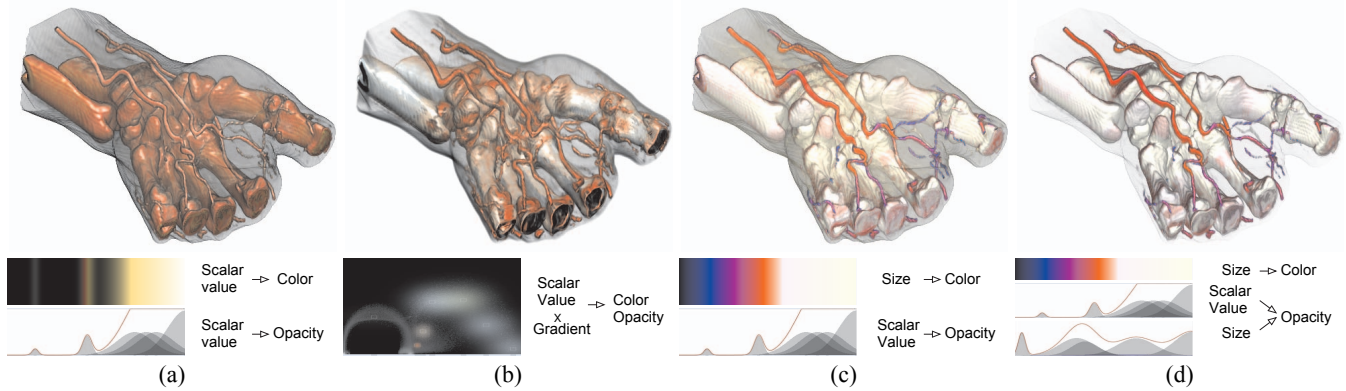 Scalar
value
Color
Scalar
value
Opacity
(a)
Scalar
Value
x
Gradient
Color
Opacity
(b)
Size
Color
Scalar
Value
Opacity
(c)
Size
Color
Scalar
Value
Size
Opacity
(d)